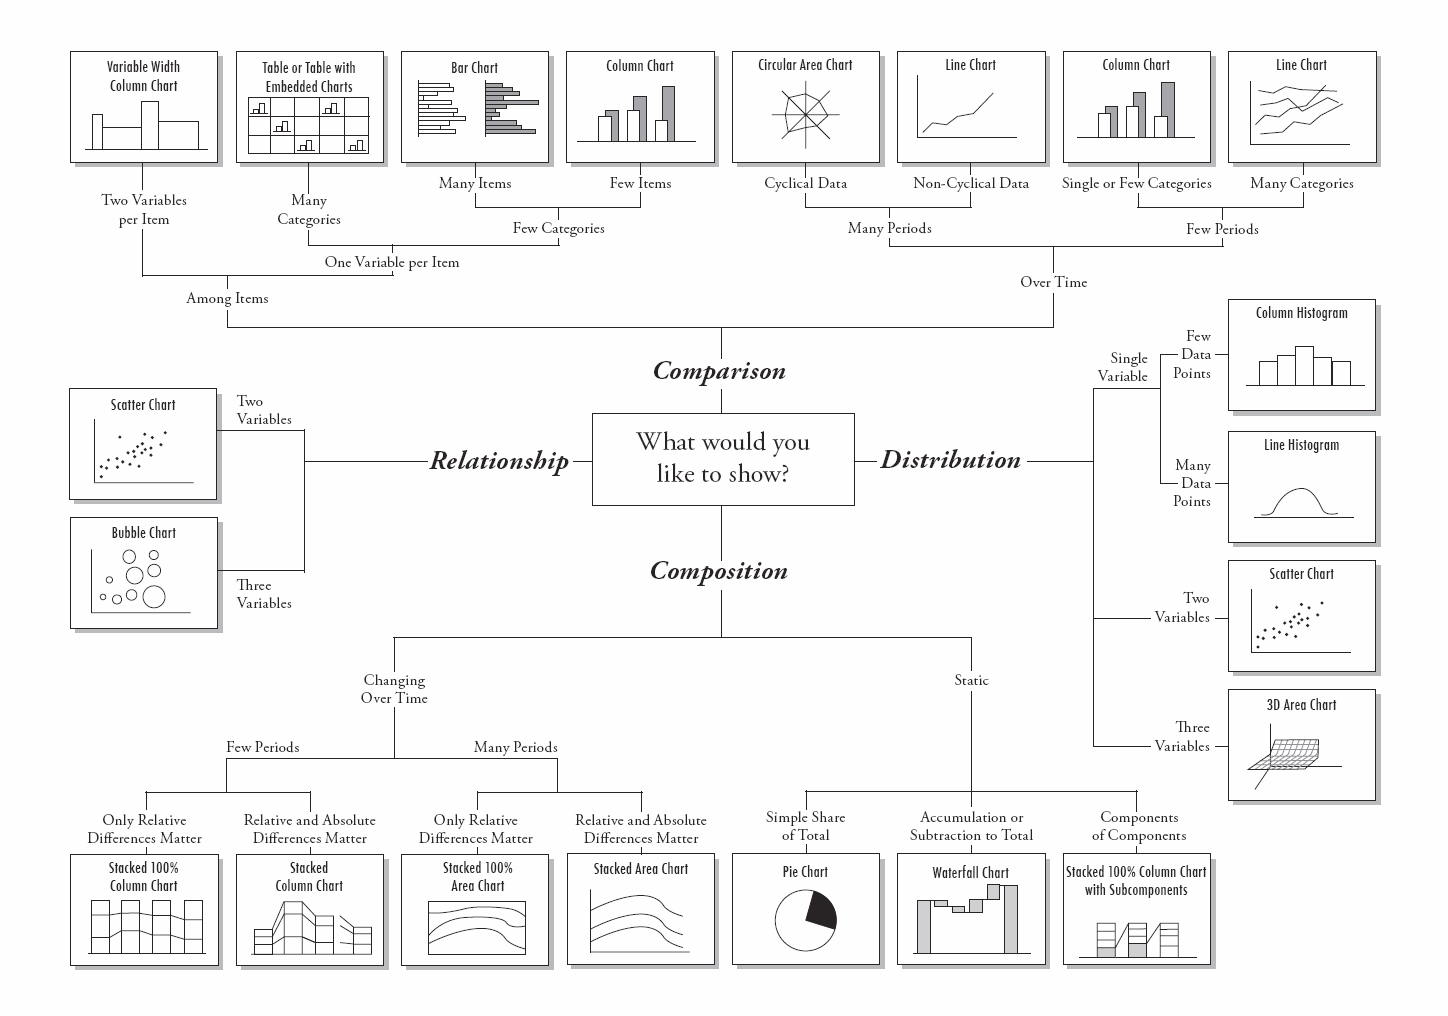 Variable Width
Column Chart
Table or Table with
Embedded Charts
Bar Chart
Column Chart
Circular Area Chart
Line Chart
Column Chart
Line Chart
Two Variables
per Item
Many
Categories
Many Items
Few Items
Cyclical Data
Non-Cyclical Data
Single or Few Categories
Many Categories
Few Categories
Many Periods
Few Periods
One Variable per Item
Over Time
Among Items
Comparison
What would you
like to show?
Relationship
Two
Variables
Scatter Chart
Three
Variables
Bubble Chart
Distribution
Single
Variable
Few
Data
Points
Column Histogram
Many
Data
Points
Line Histogram
Two
Variables
Scatter Chart
Three
Variables
3D Area Chart
Composition
Changing
Over Time
Static
Few Periods
Many Periods
Only Relative
Differences Matter
Relative and Absolute
Differences Matter
Only Relative
Differences Matter
Relative and Absolute
Differences Matter
Simple Share
of Total
Accumulation or
Subtraction to Total
Components
of Components
Stacked 100%
Column Chart
Stacked
Column Chart
Stacked 100%
Area Chart
Stacked Area Chart
Pie Chart
Waterfall Chart
Stacked 100% Column Chart
with Subcomponents